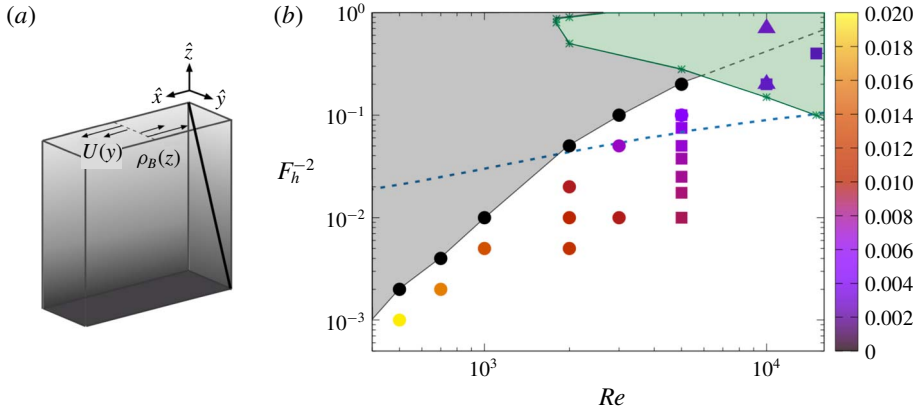 (a)
ẑ
x̂ ŷ
U(y)
ρ_B(z)
(b)
F_h^{-2}
10^0
10^{-1}
10^{-2}
10^{-3}
10^3 10^4
Re
0.020
0.018
0.016
0.014
0.012
0.010
0.008
0.006
0.004
0.002
0